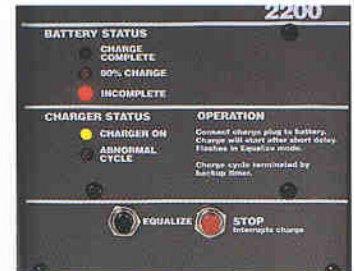 2200
BATTERY STATUS
CHARGE
COMPLETE
80% CHARGE
INCOMPLETE
CHARGER STATUS
CHARGER ON
ABNORMAL
CYCLE
OPERATION
Connect charge plug to battery.
Charge will start after short delay.
Flashes in Equalize mode.
Charge cycle terminated by
backup timer.
EQUALIZE
STOP
Interrupts charge